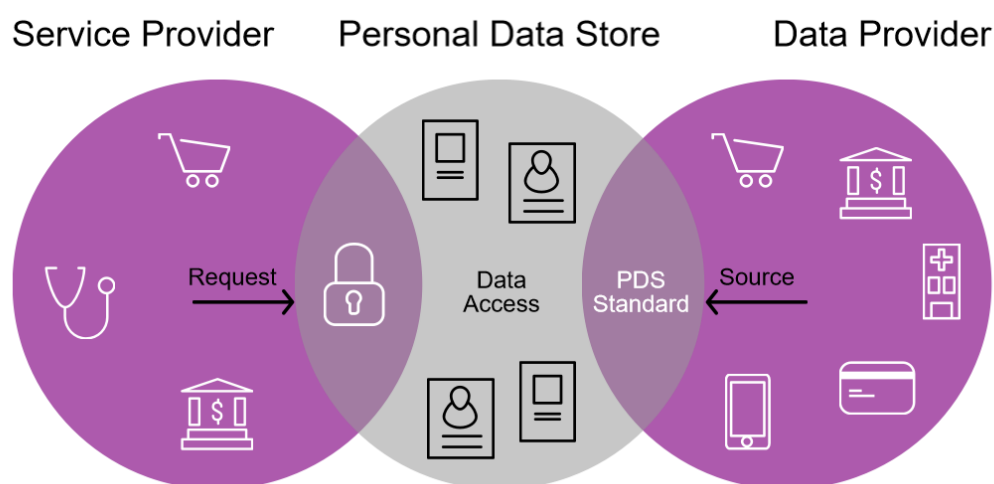 Service Provider
Personal Data Store
Data Provider
$
Request
Data
Access
PDS
Standard
Source
$